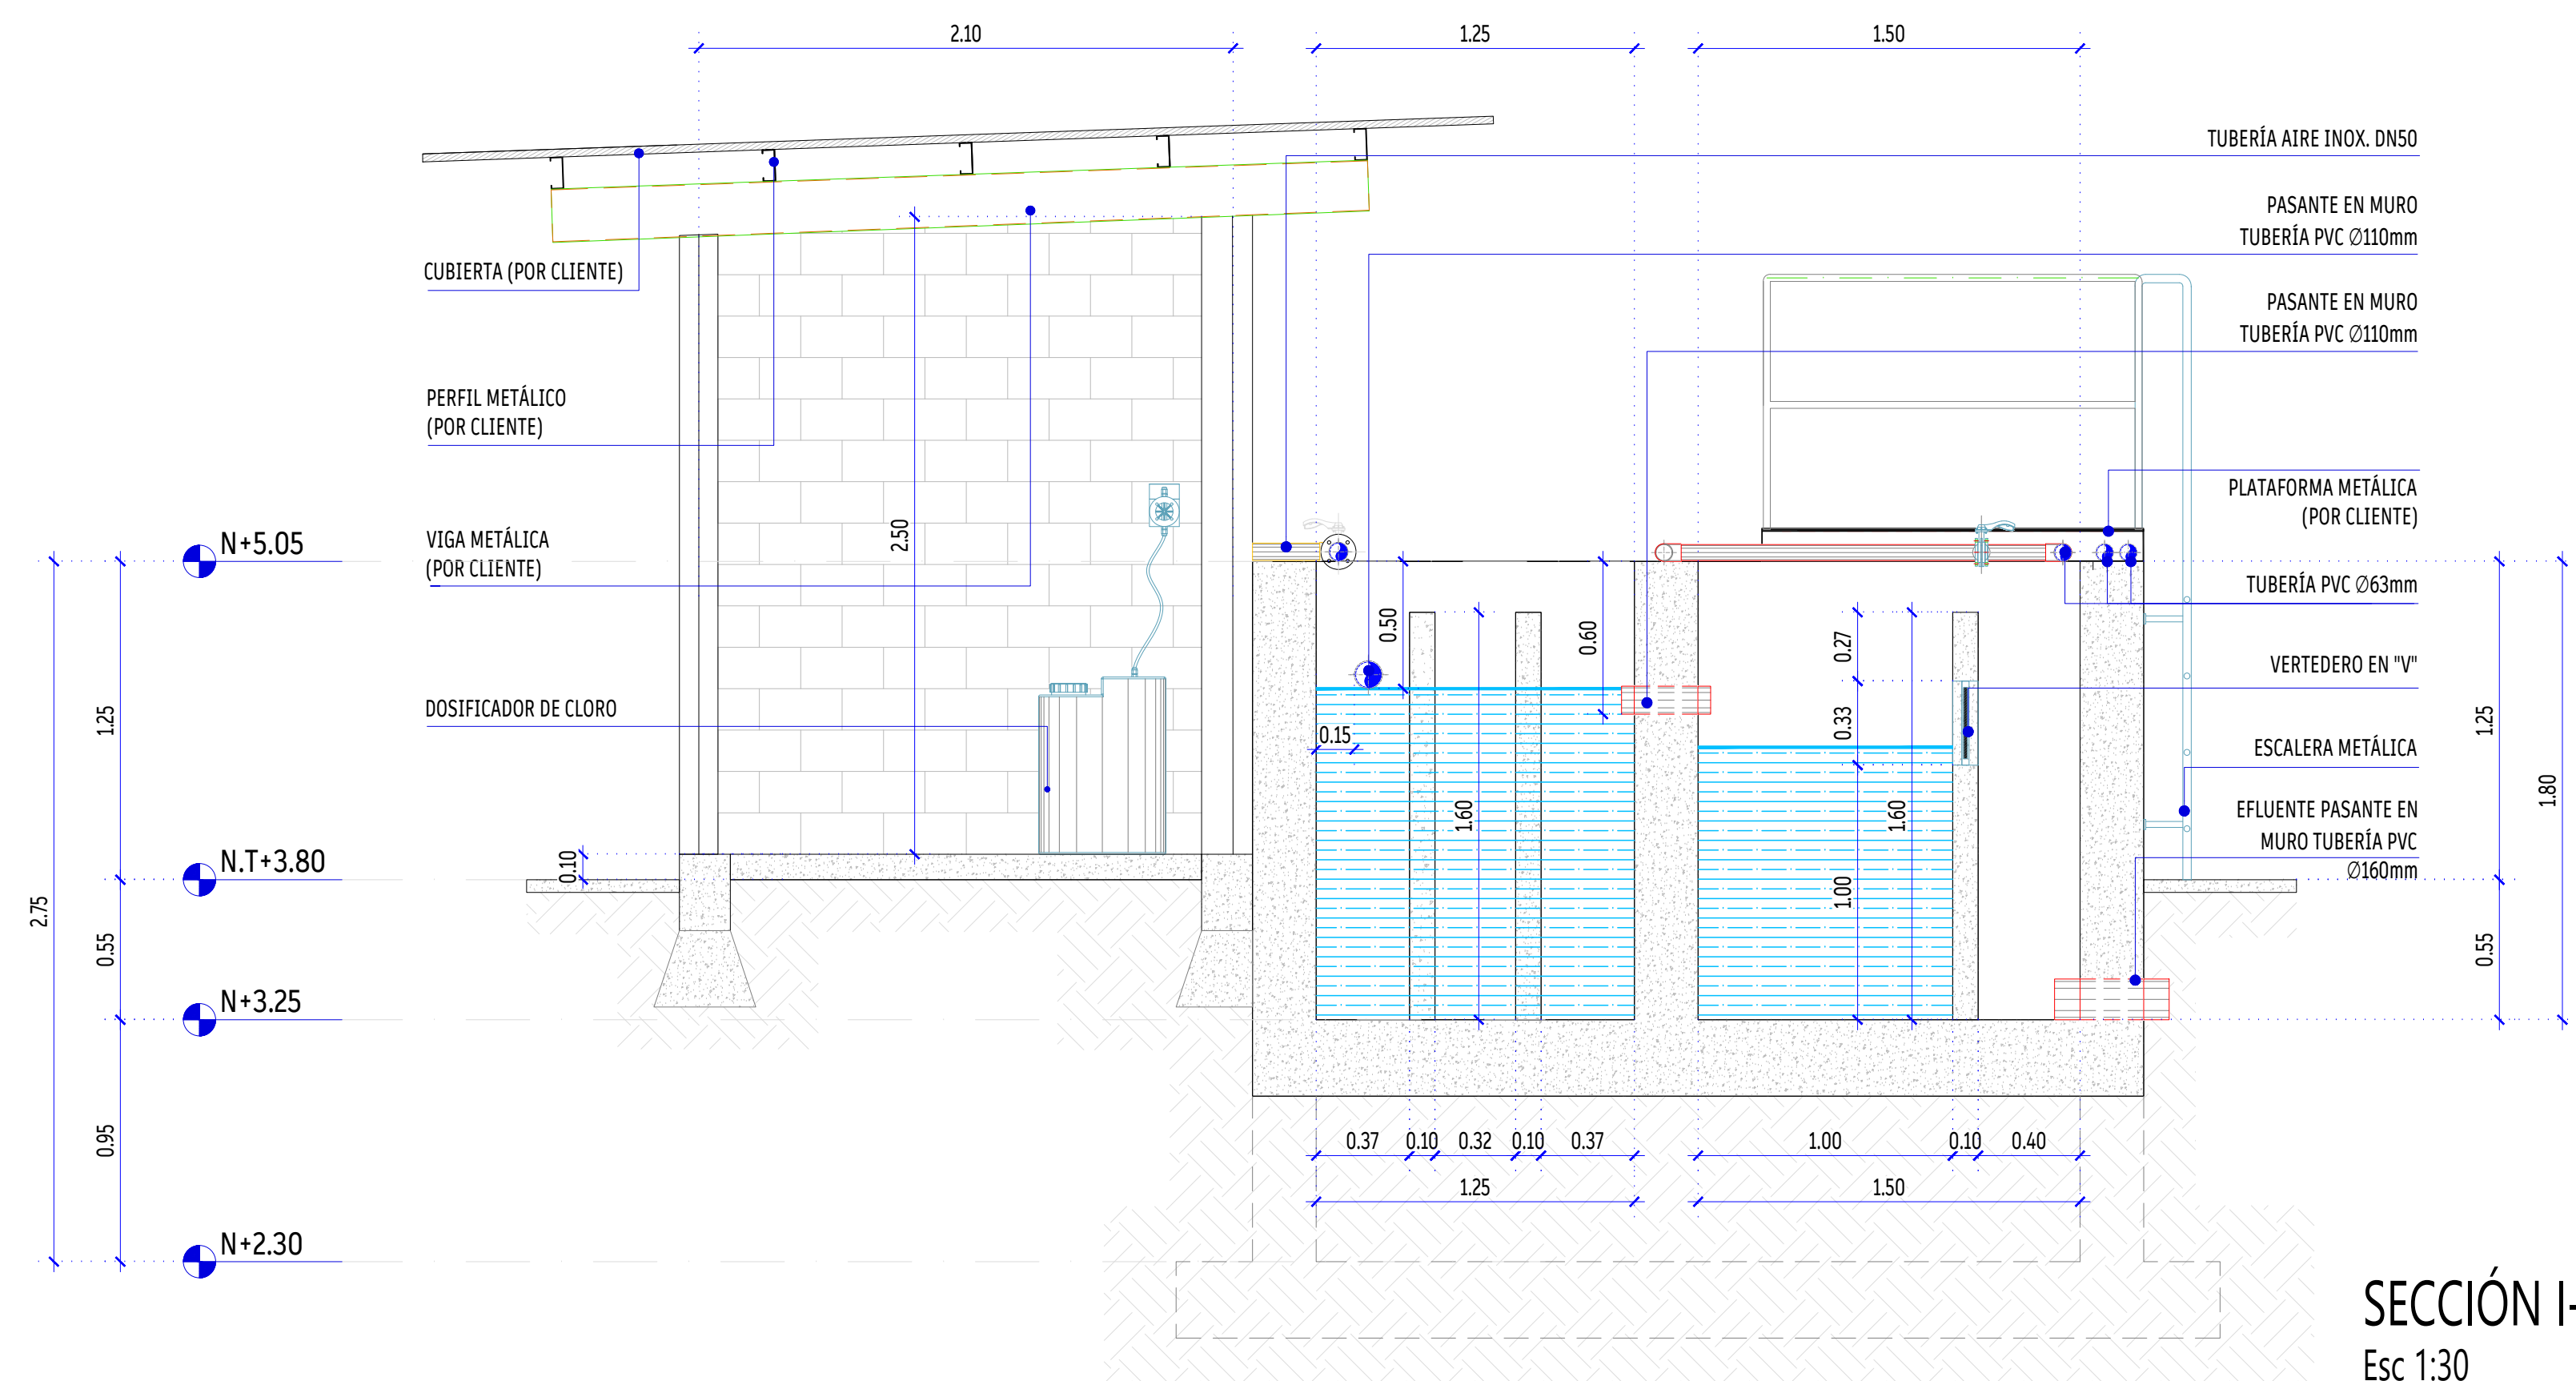 2.10
1.25
1.50
TUBERÍA AIRE INOX. DN50
PASANTE EN MURO
TUBERÍA PVC ∅110mm
CUBIERTA (POR CLIENTE)
PASANTE EN MURO
TUBERÍA PVC ∅110mm
PERFIL METÁLICO
(POR CLIENTE)
PLATAFORMA METÁLICA
(POR CLIENTE)
VIGA METÁLICA
(POR CLIENTE)
2.50
N+5.05
TUBERÍA PVC ∅63mm
0.50
0.60
0.27
VERTEDERO EN "V"
DOSIFICADOR DE CLORO
1.25
0.33
1.25
0.15
ESCALERA METÁLICA
1.60
1.60
1.80
EFLUENTE PASANTE EN
MURO TUBERÍA PVC
∅160mm
N.T+3.80
0.10
1.00
2.75
0.55
0.55
N+3.25
0.95
0.37
0.10
0.32
0.10
0.37
1.00
0.10
0.40
1.25
1.50
N+2.30
SECCIÓN I-
Esc 1:30